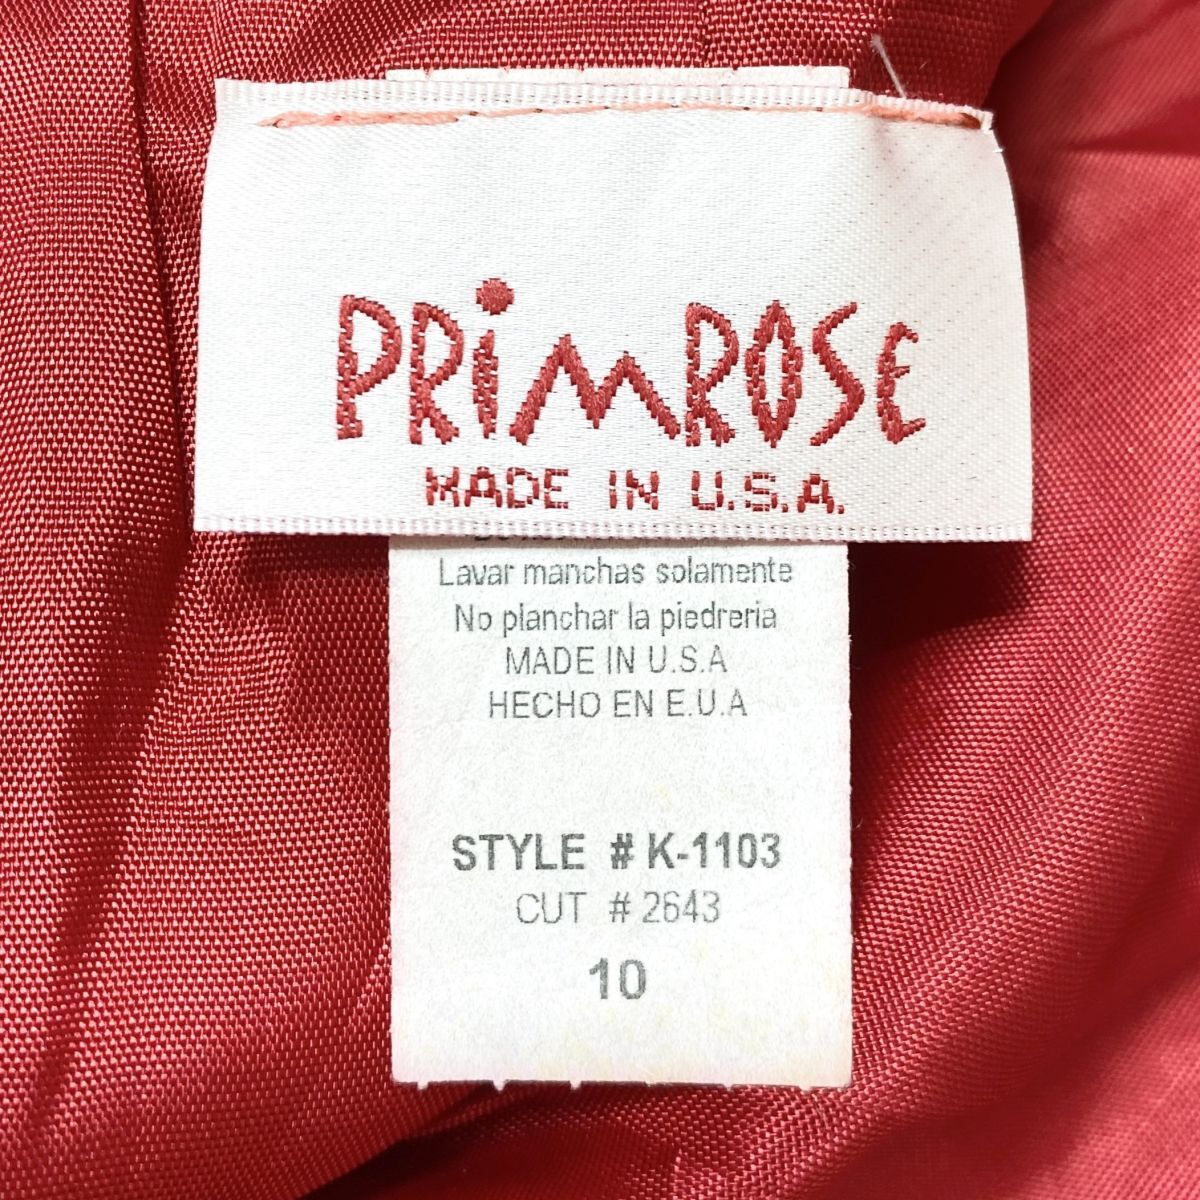 PRiMROSE
MADE IN U.S.A.
Lavar manchas solamente
No planchar la piedreria
MADE IN U.S.A
HECHO EN E.U.A
STYLE # K-1103
CUT # 2643
10